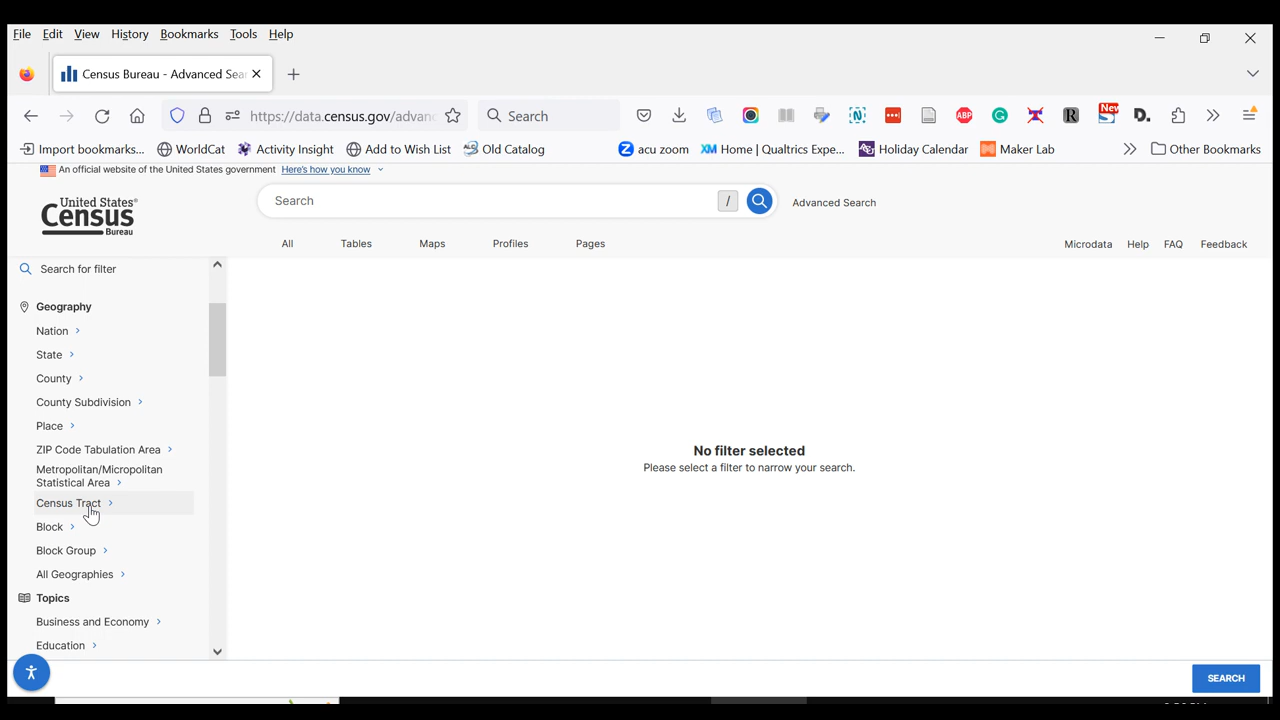 File Edit View History Bookmarks Tools Help
Census Bureau - Advanced Sear
https://data.census.gov/advanc Search New ABP D.
Import bookmarks... WorldCat Activity Insight Add to Wish List Old Catalog acu zoom XM Home | Qualtrics Expe... Holiday Calendar Maker Lab Other Bookmarks
An official website of the United States government Here's how you know
United States®
Census
Bureau
Search / Advanced Search
All Tables Maps Profiles Pages Microdata Help FAQ Feedback
Search for filter
Geography
Nation
State
County
County Subdivision
Place
ZIP Code Tabulation Area
Metropolitan/Micropolitan
Statistical Area
Census Tract
Block
Block Group
All Geographies
Topics
Business and Economy
Education
No filter selected
Please select a filter to narrow your search.
SEARCH